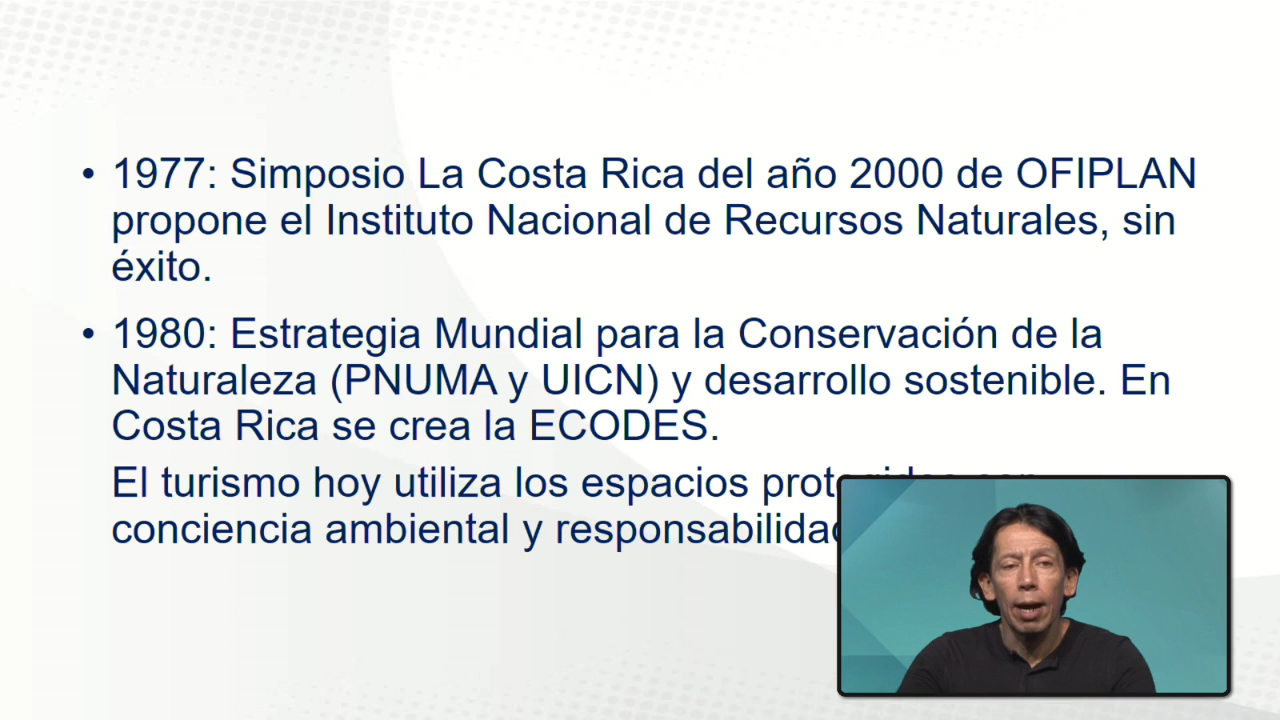 • 1977: Simposio La Costa Rica del año 2000 de OFIPLAN
propone el Instituto Nacional de Recursos Naturales, sin
éxito.
• 1980: Estrategia Mundial para la Conservación de la
Naturaleza (PNUMA y UICN) y desarrollo sostenible. En
Costa Rica se crea la ECODES.
El turismo hoy utiliza los espacios protegidos con
conciencia ambiental y